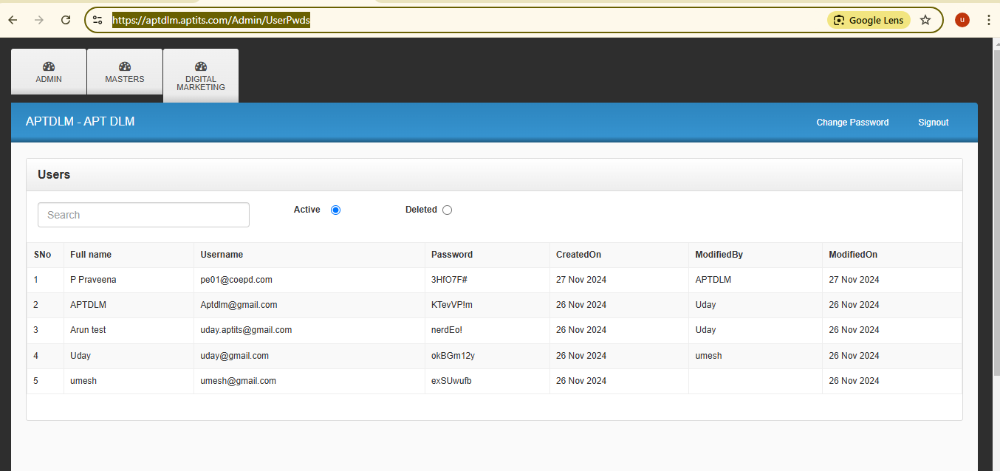 https://aptdlm.aptits.com/Admin/UserPwds
Google Lens
u
ADMIN
MASTERS
DIGITAL
MARKETING
APTDLM - APT DLM
Change Password
Signout
Users
Search
Active
Deleted
SNo Full name Username Password CreatedOn ModifiedBy ModifiedOn
1 P Praveena pe01@coepd.com 3HfO7F# 27 Nov 2024 APTDLM 27 Nov 2024
2 APTDLM Aptdlm@gmail.com KTevVP!m 26 Nov 2024 Uday 26 Nov 2024
3 Arun test uday.aptits@gmail.com nerdEo! 26 Nov 2024 Uday 26 Nov 2024
4 Uday uday@gmail.com okBGm12y 26 Nov 2024 umesh 26 Nov 2024
5 umesh umesh@gmail.com exSUwufb 26 Nov 2024 26 Nov 2024